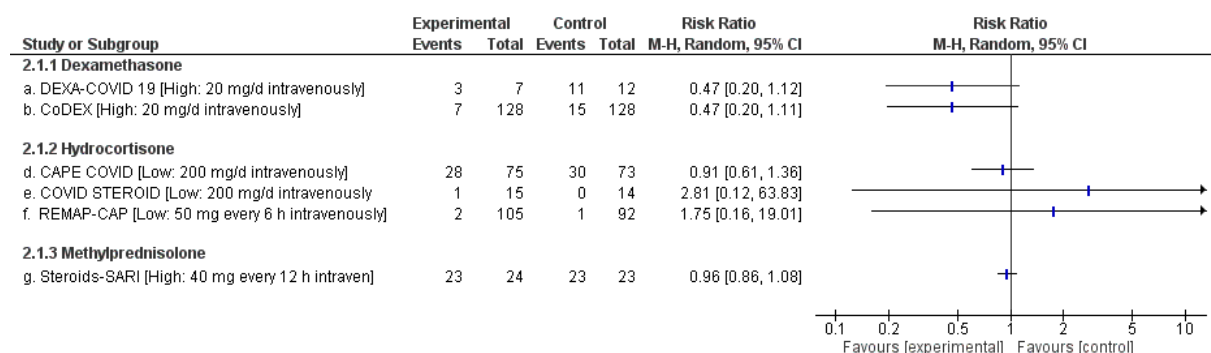 Experimental Control Risk Ratio Risk Ratio
Study or Subgroup Events Total Events Total M-H, Random, 95% CI M-H, Random, 95% CI
2.1.1 Dexamethasone
a. DEXA-COVID 19 [High: 20 mg/d intravenously] 3 7 11 12 0.47 [0.20, 1.12]
b. CoDEX [High: 20 mg/d intravenously] 7 128 15 128 0.47 [0.20, 1.11]
2.1.2 Hydrocortisone
d. CAPE COVID [Low: 200 mg/d intravenously] 28 75 30 73 0.91 [0.61, 1.36]
e. COVID STEROID [Low: 200 mg/d intravenously 1 15 0 14 2.81 [0.12, 63.83]
f. REMAP-CAP [Low: 50 mg every 6 h intravenously] 2 105 1 92 1.75 [0.16, 19.01]
2.1.3 Methylprednisolone
g. Steroids-SARI [High: 40 mg every 12 h intraven] 23 24 23 23 0.96 [0.86, 1.08]
0.1 0.2 0.5 1 2 5 10
Favours [experimental] Favours [control]